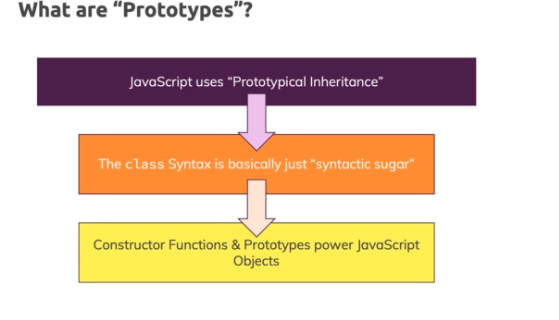 What are “Prototypes”?
JavaScript uses “Prototypical Inheritance”
The class Syntax is basically just “syntactic sugar”
Constructor Functions & Prototypes power JavaScript
Objects